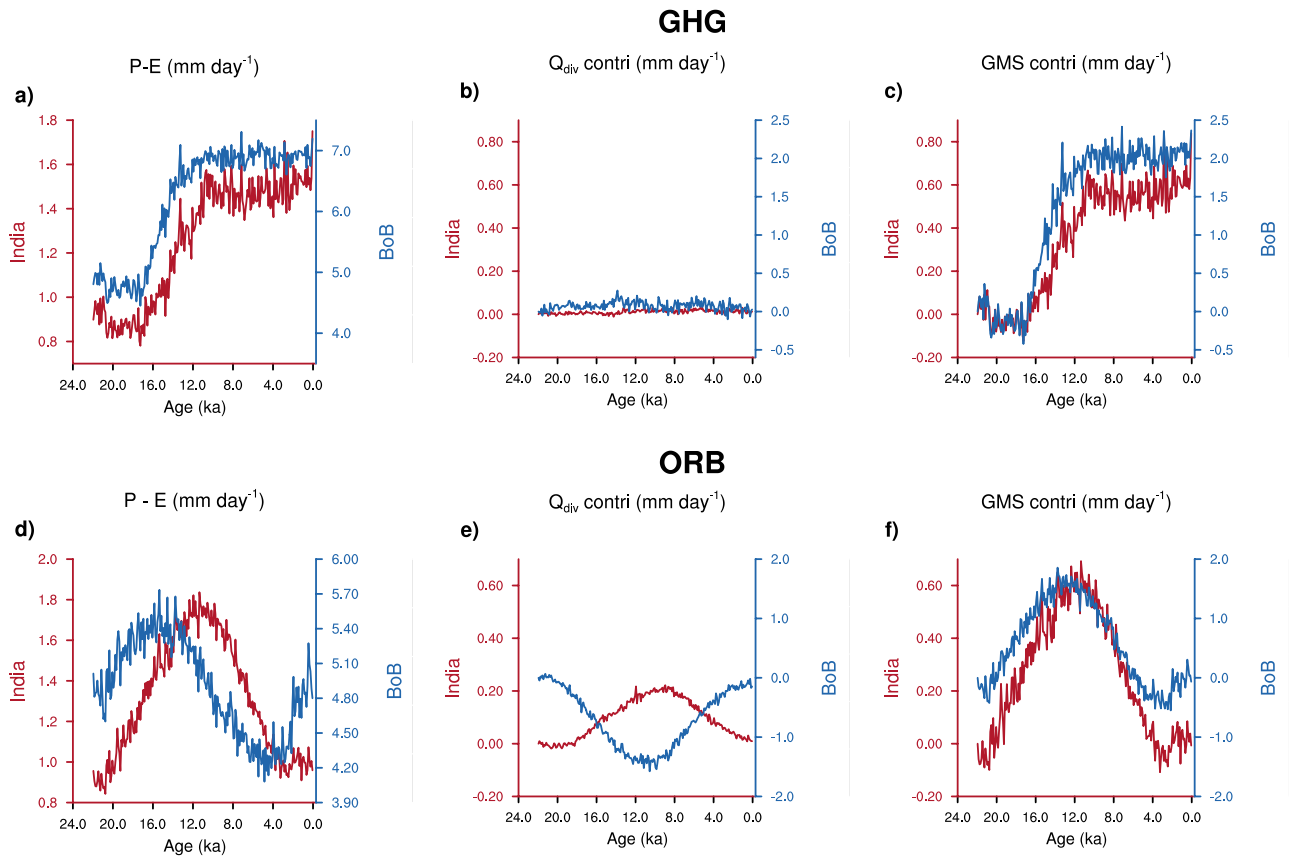 GHG
P-E (mm day-1)
Qdiv contri (mm day-1)
GMS contri (mm day-1)
a)
b)
c)
1.8
1.6
1.4
1.2
1.0
0.8
India
7.0
6.0
5.0
4.0
BoB
24.0 20.0 16.0 12.0 8.0 4.0 0.0
Age (ka)
0.80
0.60
0.40
0.20
0.00
-0.20
India
2.5
2.0
1.5
1.0
0.5
0.0
-0.5
BoB
24.0 20.0 16.0 12.0 8.0 4.0 0.0
Age (ka)
0.80
0.60
0.40
0.20
0.00
-0.20
India
2.5
2.0
1.5
1.0
0.5
0.0
-0.5
BoB
24.0 20.0 16.0 12.0 8.0 4.0 0.0
Age (ka)
ORB
P - E (mm day-1)
Qdiv contri (mm day-1)
GMS contri (mm day-1)
d)
e)
f)
2.0
1.8
1.6
1.4
1.2
1.0
0.8
India
6.00
5.70
5.40
5.10
4.80
4.50
4.20
3.90
BoB
24.0 20.0 16.0 12.0 8.0 4.0 0.0
Age (ka)
0.60
0.40
0.20
0.00
-0.20
India
2.0
1.0
0.0
-1.0
-2.0
BoB
24.0 20.0 16.0 12.0 8.0 4.0 0.0
Age (ka)
0.60
0.40
0.20
0.00
-0.20
India
2.0
1.0
0.0
-1.0
-2.0
BoB
24.0 20.0 16.0 12.0 8.0 4.0 0.0
Age (ka)